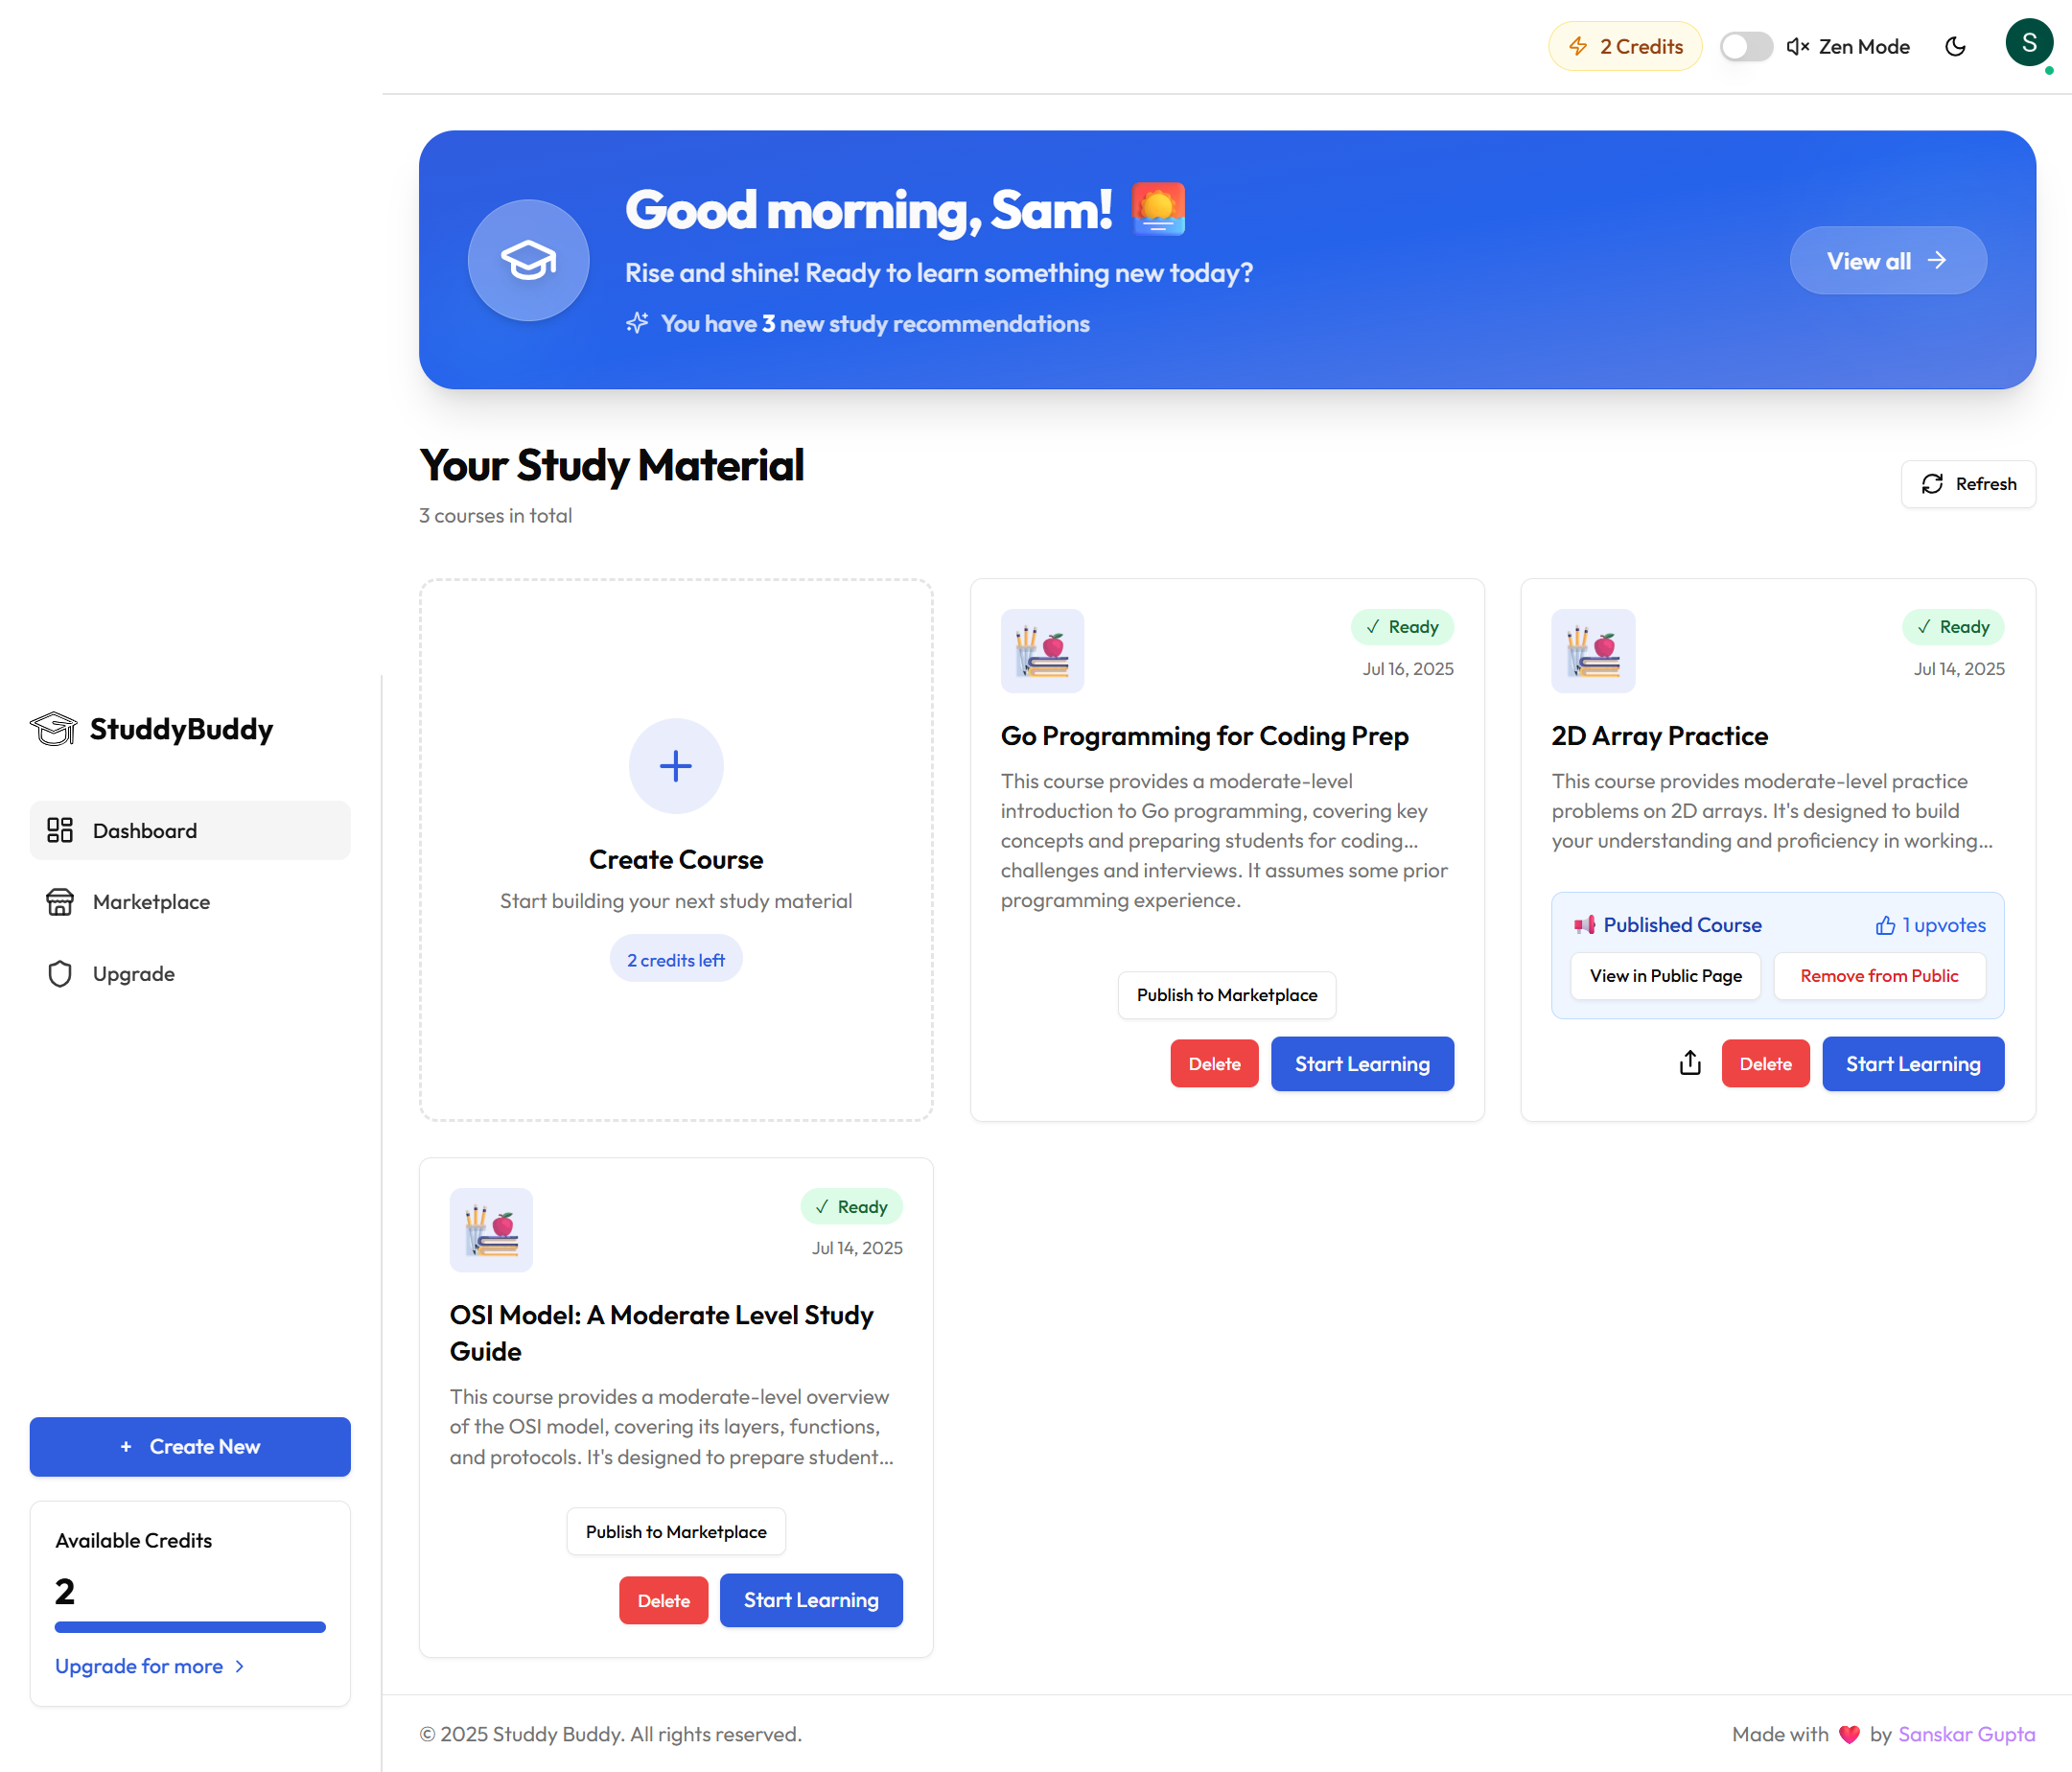 2 Credits
Zen Mode
S
Good morning, Sam!
Rise and shine! Ready to learn something new today?
You have 3 new study recommendations
View all
Your Study Material
3 courses in total
Refresh
StuddyBuddy
Dashboard
Marketplace
Upgrade
+ Create New
Available Credits
2
Upgrade for more
Create Course
Start building your next study material
2 credits left
✓ Ready
Jul 16, 2025
Go Programming for Coding Prep
This course provides a moderate-level
introduction to Go programming, covering key
concepts and preparing students for coding...
challenges and interviews. It assumes some prior
programming experience.
Publish to Marketplace
Delete
Start Learning
✓ Ready
Jul 14, 2025
2D Array Practice
This course provides moderate-level practice
problems on 2D arrays. It's designed to build
your understanding and proficiency in working...
Published Course
1 upvotes
View in Public Page
Remove from Public
Delete
Start Learning
✓ Ready
Jul 14, 2025
OSI Model: A Moderate Level Study
Guide
This course provides a moderate-level overview
of the OSI model, covering its layers, functions,
and protocols. It's designed to prepare student...
Publish to Marketplace
Delete
Start Learning
© 2025 Studdy Buddy. All rights reserved.
Made with ❤️ by Sanskar Gupta